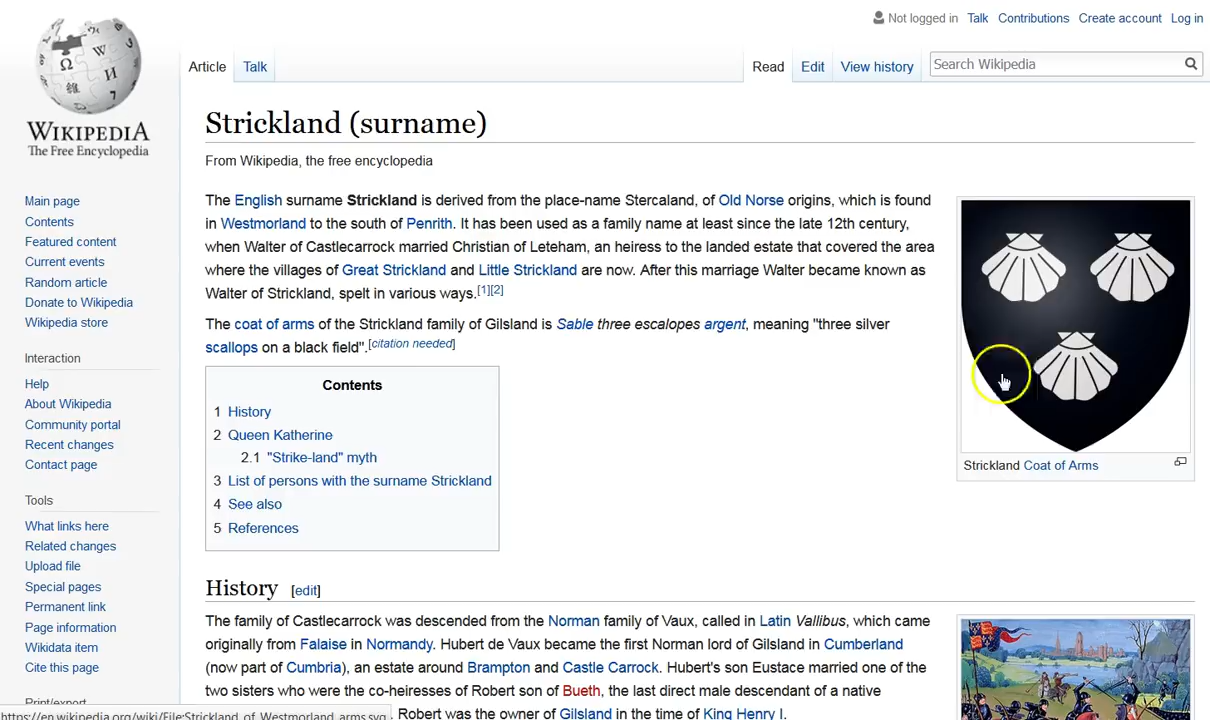 Not logged in Talk Contributions Create account Log in
Article Talk Read Edit View history Search Wikipedia
WIKIPEDIA
The Free Encyclopedia
Main page
Contents
Featured content
Current events
Random article
Donate to Wikipedia
Wikipedia store
Interaction
Help
About Wikipedia
Community portal
Recent changes
Contact page
Tools
What links here
Related changes
Upload file
Special pages
Permanent link
Page information
Wikidata item
Cite this page
Print/export
Strickland (surname)
From Wikipedia, the free encyclopedia
The English surname Strickland is derived from the place-name Stercaland, of Old Norse origins, which is found
in Westmorland to the south of Penrith. It has been used as a family name at least since the late 12th century,
when Walter of Castlecarrock married Christian of Leteham, an heiress to the landed estate that covered the area
where the villages of Great Strickland and Little Strickland are now. After this marriage Walter became known as
Walter of Strickland, spelt in various ways.[1][2]
The coat of arms of the Strickland family of Gilsland is Sable three escalopes argent, meaning "three silver
scallops on a black field".[citation needed]
Strickland Coat of Arms
Contents
1 History
2 Queen Katherine
2.1 "Strike-land" myth
3 List of persons with the surname Strickland
4 See also
5 References
History [edit]
The family of Castlecarrock was descended from the Norman family of Vaux, called in Latin Vallibus, which came
originally from Falaise in Normandy. Hubert de Vaux became the first Norman lord of Gilsland in Cumberland
(now part of Cumbria), an estate around Brampton and Castle Carrock. Hubert's son Eustace married one of the
two sisters who were the co-heiresses of Robert son of Bueth, the last direct male descendant of a native
Robert was the owner of Gilsland in the time of King Henry I.
https://en.wikipedia.org/wiki/File:Strickland_of_Westmorland_arms.svg